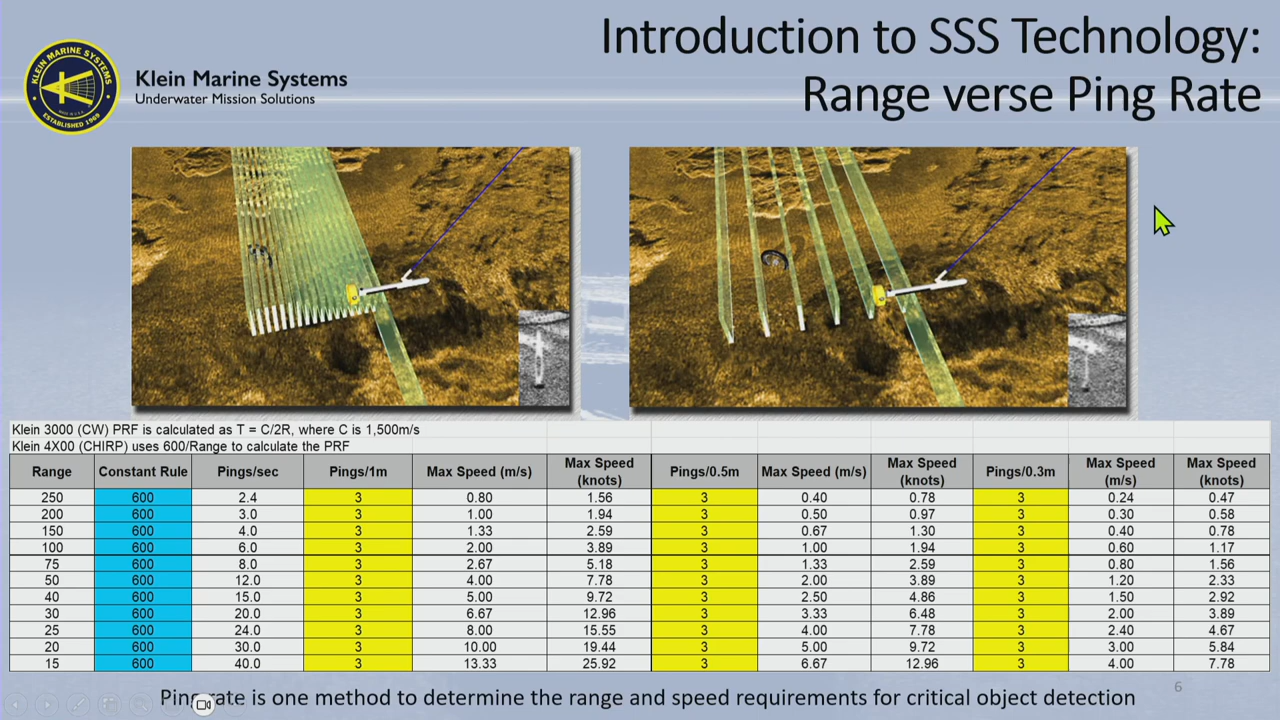 Introduction to SSS Technology:
Range verse Ping Rate
KLEIN MARINE SYSTEMS
MADE IN U.S.A.
ESTABLISHED 1968
Klein Marine Systems
Underwater Mission Solutions
Klein 3000 (CW) PRF is calculated as T = C/2R, where C is 1,500m/s
Klein 4X00 (CHIRP) uses 600/Range to calculate the PRF
Range Constant Rule Pings/sec Pings/1m Max Speed (m/s) Max Speed (knots) Pings/0.5m Max Speed (m/s) Max Speed (knots) Pings/0.3m Max Speed (m/s) Max Speed (knots)
250 600 2.4 3 0.80 1.56 3 0.40 0.78 3 0.24 0.47
200 600 3.0 3 1.00 1.94 3 0.50 0.97 3 0.30 0.58
150 600 4.0 3 1.33 2.59 3 0.67 1.30 3 0.40 0.78
100 600 6.0 3 2.00 3.89 3 1.00 1.94 3 0.60 1.17
75 600 8.0 3 2.67 5.18 3 1.33 2.59 3 0.80 1.56
50 600 12.0 3 4.00 7.78 3 2.00 3.89 3 1.20 2.33
40 600 15.0 3 5.00 9.72 3 2.50 4.86 3 1.50 2.92
30 600 20.0 3 6.67 12.96 3 3.33 6.48 3 2.00 3.89
25 600 24.0 3 8.00 15.55 3 4.00 7.78 3 2.40 4.67
20 600 30.0 3 10.00 19.44 3 5.00 9.72 3 3.00 5.84
15 600 40.0 3 13.33 25.92 3 6.67 12.96 3 4.00 7.78
Ping rate is one method to determine the range and speed requirements for critical object detection
6